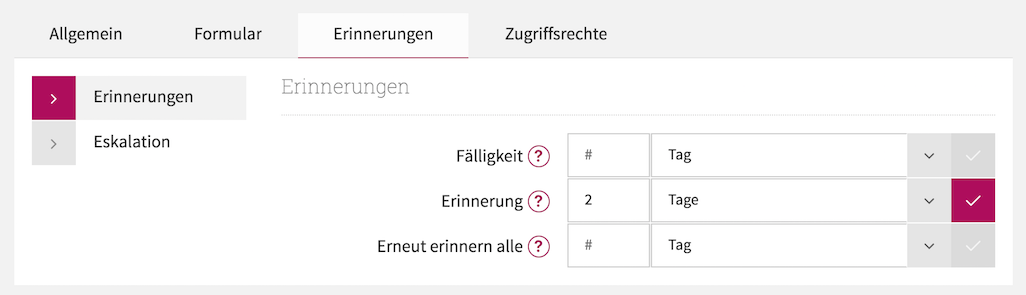 Allgemein Formular Erinnerungen Zugriffsrechte
Erinnerungen
Eskalation
Erinnerungen
Fälligkeit ? # Tag
Erinnerung ? 2 Tage
Erneut erinnern alle ? # Tag